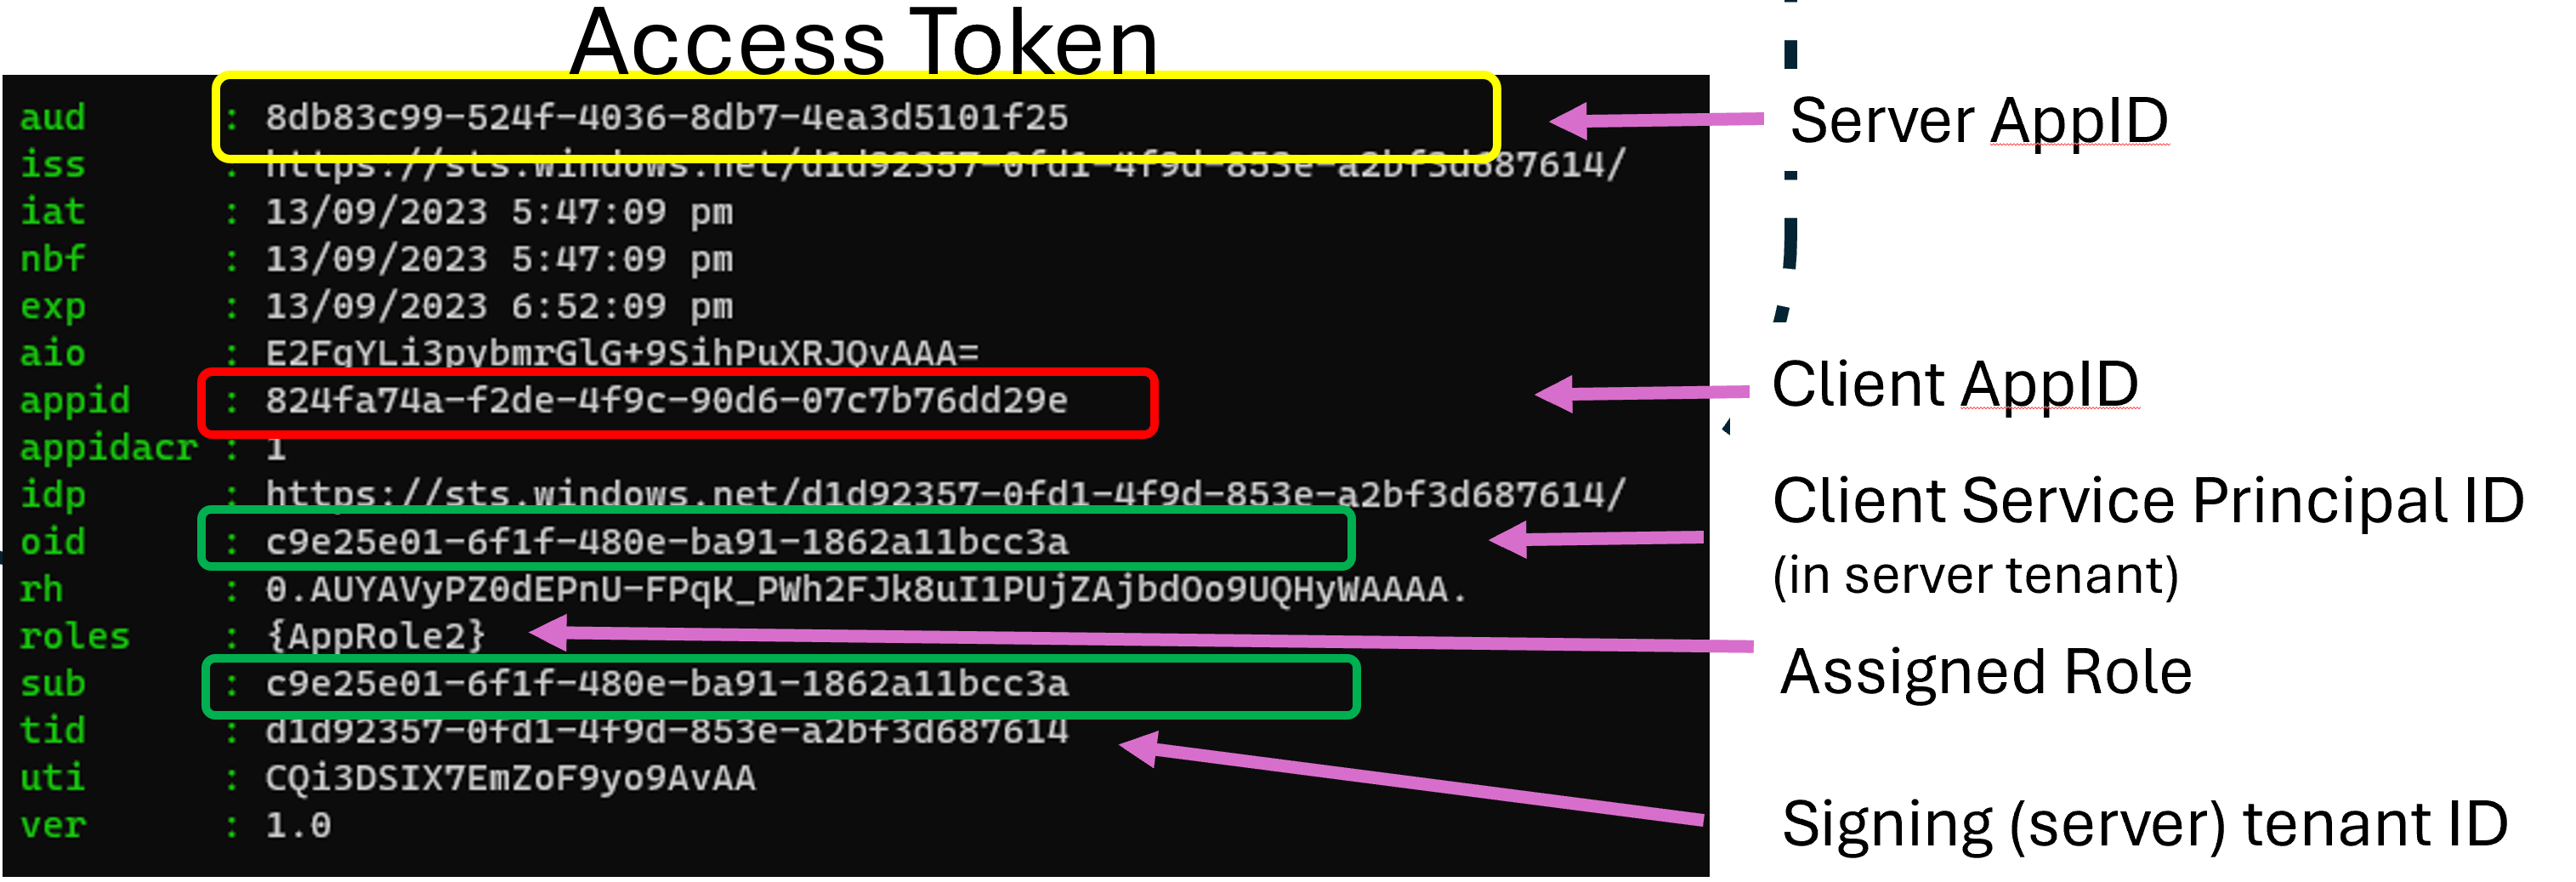 Access Token
aud : 8db83c99-524f-4036-8db7-4ea3d5101f25
Server AppID
iss : https://sts.windows.net/d1d92357-0fd1-4f9d-853e-a2bf3d687614/
iat : 13/09/2023 5:47:09 pm
nbf : 13/09/2023 5:47:09 pm
exp : 13/09/2023 6:52:09 pm
aio : E2FgYLi3pybmrGlG+9SihPuXRJQvAAA=
appid : 824fa74a-f2de-4f9c-90d6-07c7b76dd29e
Client AppID
appidacr : 1
idp : https://sts.windows.net/d1d92357-0fd1-4f9d-853e-a2bf3d687614/
Client Service Principal ID
(in server tenant)
oid : c9e25e01-6f1f-480e-ba91-1862a11bcc3a
rh : 0.AUYAVyPZ0dEPnU-FPqK_PWh2FJk8uI1PUjZAjbdOo9UQHyWAAAA.
roles : {AppRole2}
Assigned Role
sub : c9e25e01-6f1f-480e-ba91-1862a11bcc3a
tid : d1d92357-0fd1-4f9d-853e-a2bf3d687614
Signing (server) tenant ID
uti : CQi3DSIX7EmZoF9yo9AvAA
ver : 1.0